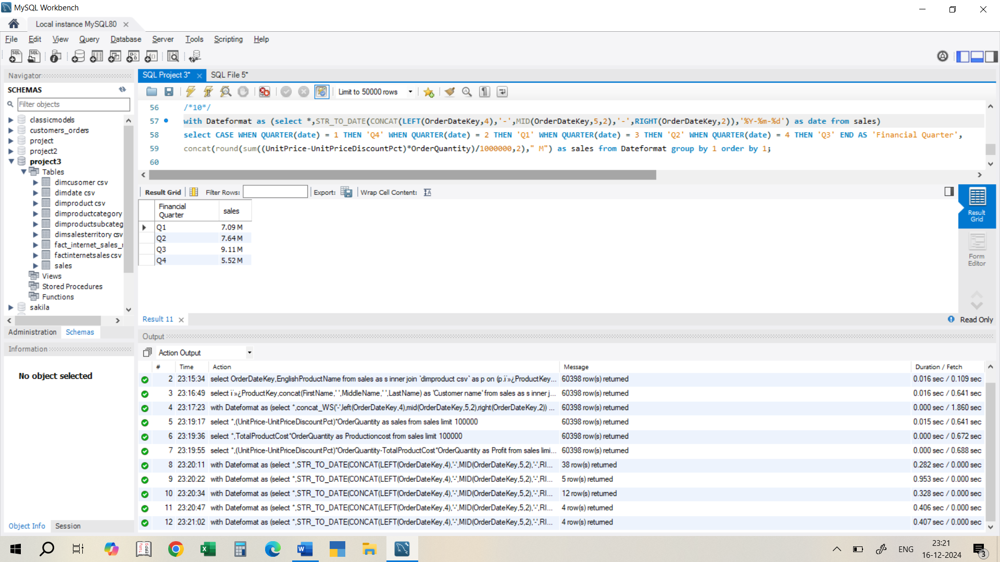 MySQL Workbench
Local instance MySQL80
File Edit View Query Database Server Tools Scripting Help
Navigator
SCHEMAS
Filter objects
classicmodels
customers_orders
project
project2
project3
Tables
dimcusomer csv
dimdate csv
dimproduct csv
dimproductcategory
dimproductsubcateg
dimsalesterritory csv
fact_internet_sales_
factinternetsales csv
sales
Views
Stored Procedures
Functions
sakila
Administration Schemas
Information
No object selected
Object Info Session
SQL Project 3* SQL File 5*
Limit to 50000 rows
56 /*10*/
57 with Dateformat as (select *,STR_TO_DATE(CONCAT(LEFT(OrderDateKey,4),'-',MID(OrderDateKey,5,2),'-',RIGHT(OrderDateKey,2)),'%Y-%m-%d') as date from sales)
58 select CASE WHEN QUARTER(date) = 1 THEN 'Q4' WHEN QUARTER(date) = 2 THEN 'Q1' WHEN QUARTER(date) = 3 THEN 'Q2' WHEN QUARTER(date) = 4 THEN 'Q3' END AS 'Financial Quarter',
59 concat(round(sum((UnitPrice-UnitPriceDiscountPct)*OrderQuantity)/1000000,2)," M") as sales from Dateformat group by 1 order by 1;
60
Result Grid Filter Rows: Export: Wrap Cell Content:
Financial Quarter sales
Q1 7.09 M
Q2 7.64 M
Q3 9.11 M
Q4 5.52 M
Result Grid
Form Editor
Result 11
Read Only
Output
Action Output
# Time Action Message Duration / Fetch
2 23:15:34 select OrderDateKey,EnglishProductName from sales as s inner join `dimproduct csv` as p on (p.ï»¿ProductKey... 60398 row(s) returned 0.016 sec / 0.109 sec
3 23:16:49 select ï»¿ProductKey,concat(FirstName,' ',MiddleName,' ',LastName) as 'Customer name' from sales as s inner j... 60398 row(s) returned 0.016 sec / 0.641 sec
4 23:17:23 with Dateformat as (select *,concat_WS('-',left(OrderDateKey,4),mid(OrderDateKey,5,2),right(OrderDateKey,2)) ... 60398 row(s) returned 0.000 sec / 1.860 sec
5 23:19:17 select *,(UnitPrice-UnitPriceDiscountPct)*OrderQuantity as sales from sales limit 100000 60398 row(s) returned 0.015 sec / 0.641 sec
6 23:19:36 select *,TotalProductCost*OrderQuantity as Productioncost from sales limit 100000 60398 row(s) returned 0.000 sec / 0.672 sec
7 23:19:55 select *,(UnitPrice-UnitPriceDiscountPct)*OrderQuantity-TotalProductCost*OrderQuantity as Profit from sales limi... 60398 row(s) returned 0.000 sec / 0.688 sec
8 23:20:11 with Dateformat as (select *,STR_TO_DATE(CONCAT(LEFT(OrderDateKey,4),'-',MID(OrderDateKey,5,2),'-',RI... 38 row(s) returned 0.282 sec / 0.000 sec
9 23:20:22 with Dateformat as (select *,STR_TO_DATE(CONCAT(LEFT(OrderDateKey,4),'-',MID(OrderDateKey,5,2),'-',RI... 5 row(s) returned 0.953 sec / 0.000 sec
10 23:20:34 with Dateformat as (select *,STR_TO_DATE(CONCAT(LEFT(OrderDateKey,4),'-',MID(OrderDateKey,5,2),'-',RI... 12 row(s) returned 0.328 sec / 0.000 sec
11 23:20:47 with Dateformat as (select *,STR_TO_DATE(CONCAT(LEFT(OrderDateKey,4),'-',MID(OrderDateKey,5,2),'-',RI... 4 row(s) returned 0.406 sec / 0.000 sec
12 23:21:02 with Dateformat as (select *,STR_TO_DATE(CONCAT(LEFT(OrderDateKey,4),'-',MID(OrderDateKey,5,2),'-',RI... 4 row(s) returned 0.407 sec / 0.000 sec
ENG
23:21
16-12-2024
3